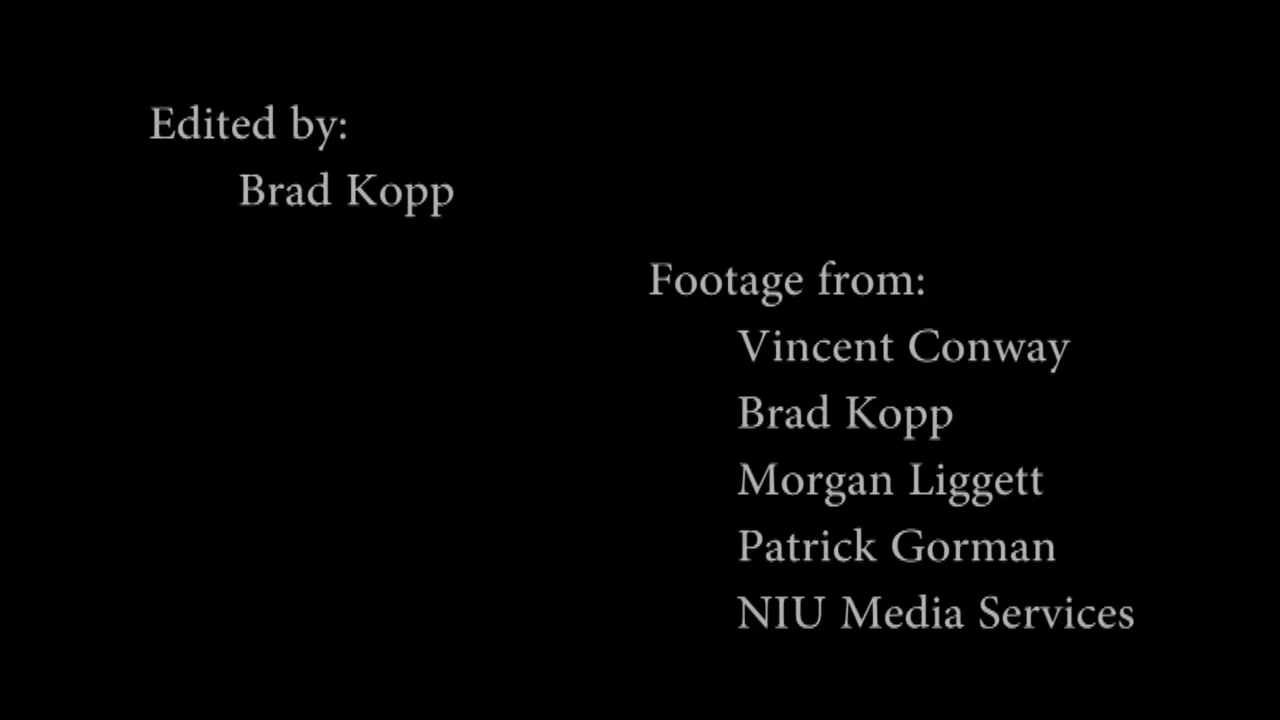 Edited by:
Brad Kopp
Footage from:
Vincent Conway
Brad Kopp
Morgan Liggett
Patrick Gorman
NIU Media Services